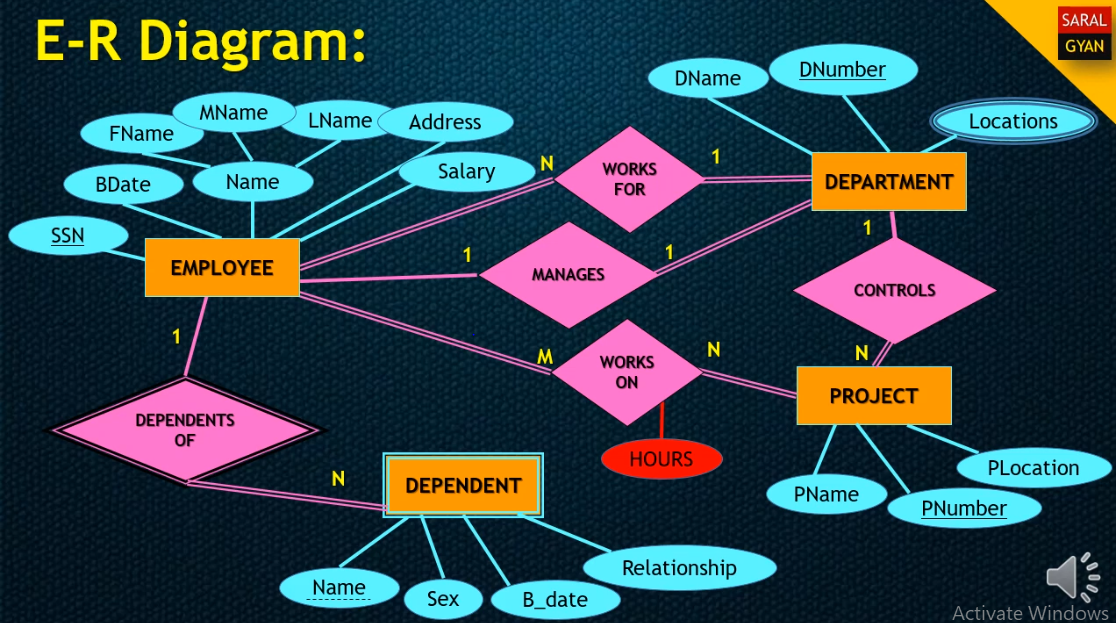 E-R Diagram:
SARAL
GYAN
DName
DNumber
Locations
FName
MName
LName
Address
BDate
Name
Salary
SSN
N
WORKS
FOR
1
DEPARTMENT
EMPLOYEE
1
MANAGES
1
1
CONTROLS
N
1
M
WORKS
ON
N
PROJECT
DEPENDENTS
OF
HOURS
N
DEPENDENT
PName
PNumber
PLocation
Name
Sex
B_date
Relationship
Activate Windows